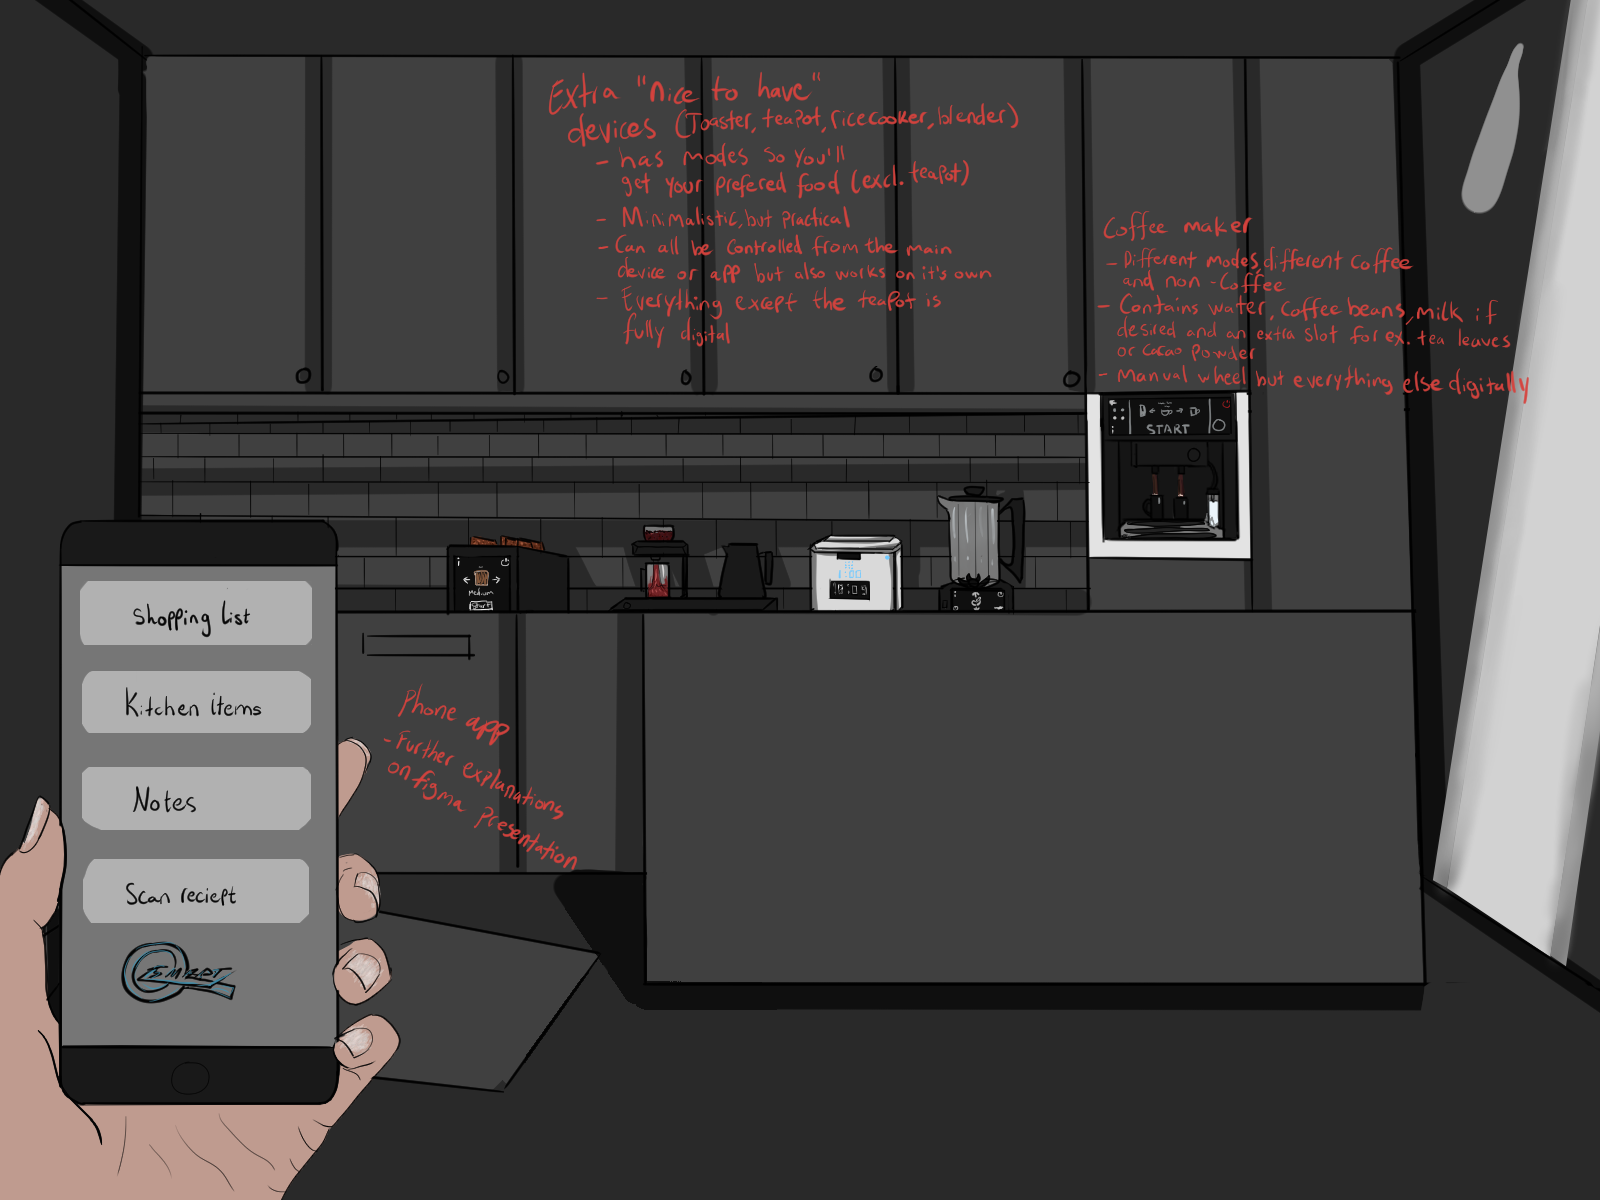 Extra "nice to have"
devices (Toaster, teapot, ricecooker, blender)
- has modes so you'll
get your prefered food (excl. teapot)
- Minimalistic, but practical
- Can all be controlled from the main
device or app but also works on it's own
- Everything except the teapot is
fully digital
Coffee maker
- Different modes different coffee
and non-coffee
- Contains water, coffee beans, milk if
desired and an extra slot for ex. tea leaves
or cacao powder
- Manual wheel but everything else digitally
START
Medium
Start
Shopping list
Kitchen items
Notes
Scan reciept
Phone app
- Further explanations
on figma presentation